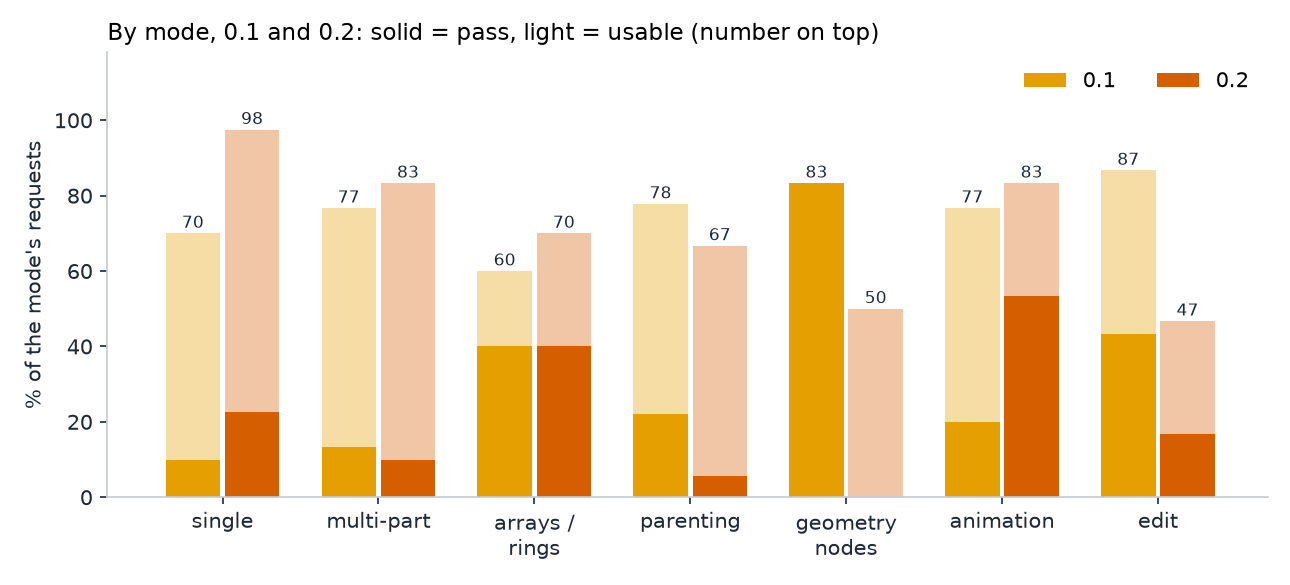 By mode, 0.1 and 0.2: solid = pass, light = usable (number on top)
0.1
0.2
% of the mode's requests
100
80
60
40
20
0
70
98
77
83
60
70
78
67
83
50
77
83
87
47
single
multi-part
arrays /
rings
parenting
geometry
nodes
animation
edit